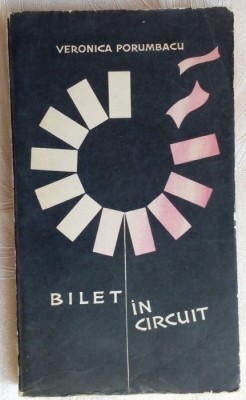 VERONICA PORUMBACU
BILET
în
CIRCUIT